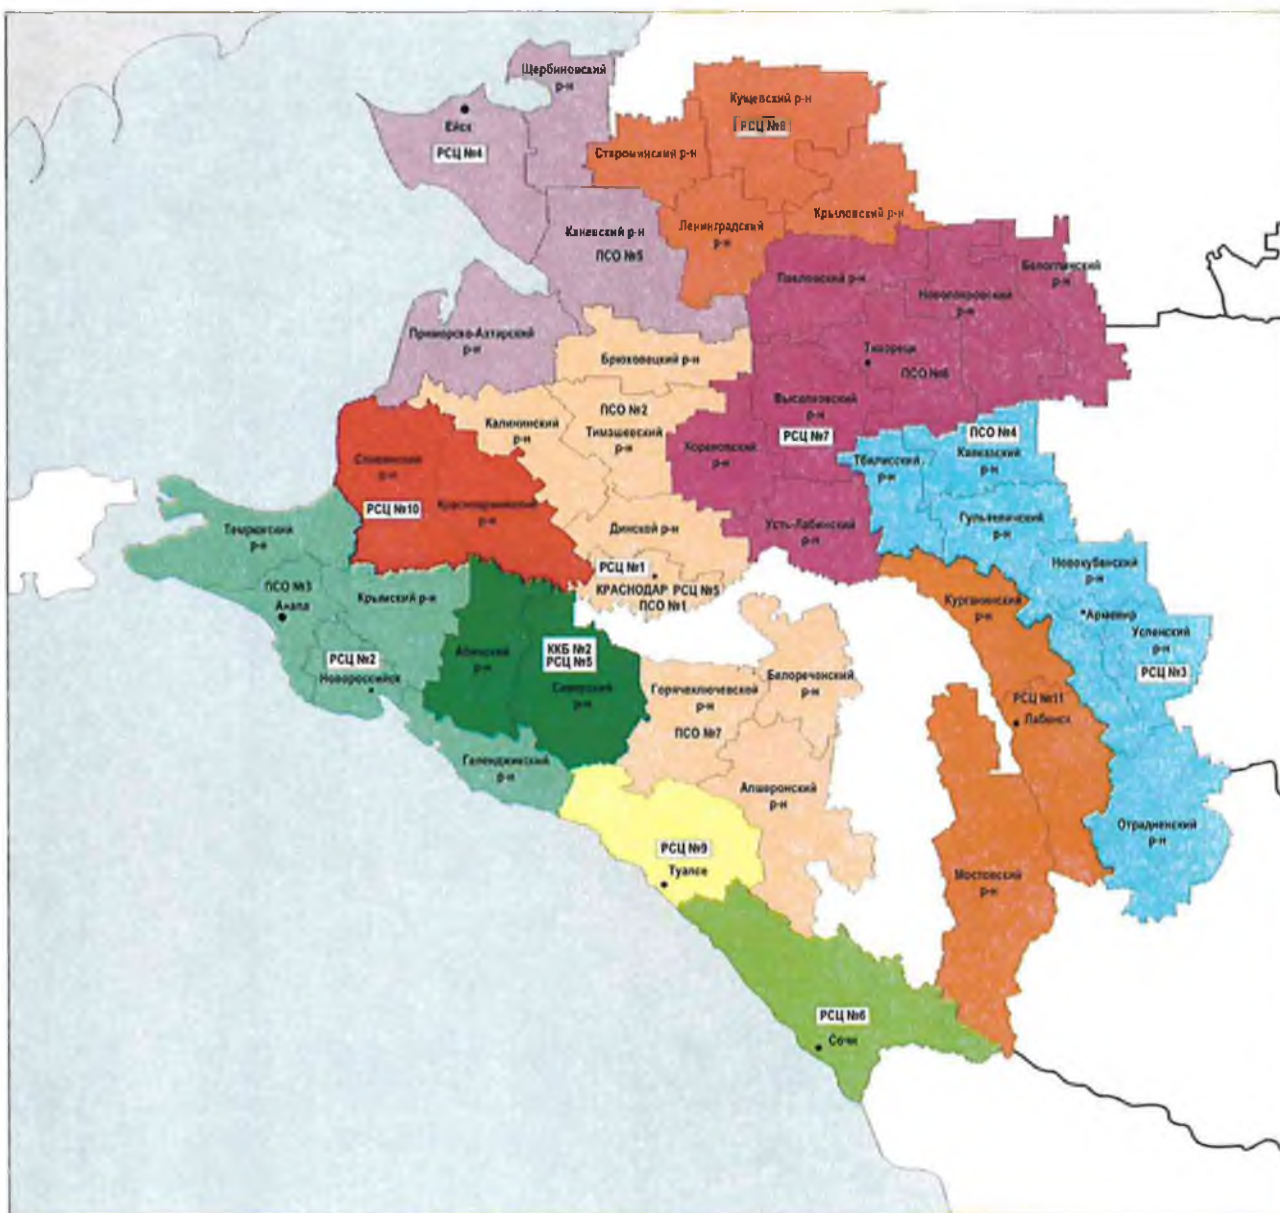 Щербиновский
р-н
Ейск
РСЦ №4
Кущевский р-н
РСЦ №8
Староминский р-н
Крыловский р-н
Ленинградский
р-н
Каневский р-н
ПСО №5
Павловский р-н
Белоглинский
р-н
Новопокровский
р-н
Приморско-Ахтарский
р-н
Брюховецкий р-н
Тихорецк
ПСО №6
Выселковский
р-н
РСЦ №7
ПСО №2
Тимашевский
р-н
Калининский
р-н
Кореновский
р-н
ПСО №4
Кавказский
р-н
Тбилисский
р-н
Славянский
р-н
РСЦ №10
Красноармейский
р-н
Гулькевичский
р-н
Динской р-н
Усть-Лабинский
р-н
Темрюкский
р-н
РСЦ №1
КРАСНОДАР РСЦ №5
ПСО №1
Новокубанский
р-н
ПСО №3
Анапа
Крымский р-н
Курганинский
р-н
Армавир
Успенский
р-н
РСЦ №3
РСЦ №2
Новороссийск
Абинский
р-н
ККБ №2
РСЦ №5
Северский
р-н
Горячеключевской
р-н
ПСО №7
Белореченский
р-н
РСЦ №11
Лабинск
Геленджикский
р-н
Апшеронский
р-н
Отрадненский
р-н
РСЦ №9
Туапсе
Мостовский
р-н
РСЦ №6
Сочи